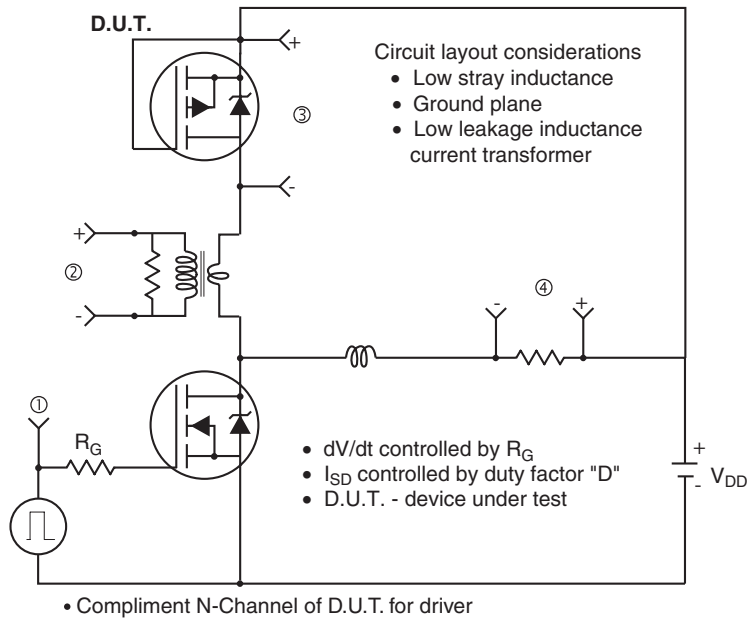 D.U.T.
+
Circuit layout considerations
• Low stray inductance
③
• Ground plane
• Low leakage inductance
current transformer
-
+
②
-
④
- +
①
R_G
• dV/dt controlled by R_G
• I_SD controlled by duty factor "D"
• D.U.T. - device under test
+
- V_DD
• Compliment N-Channel of D.U.T. for driver